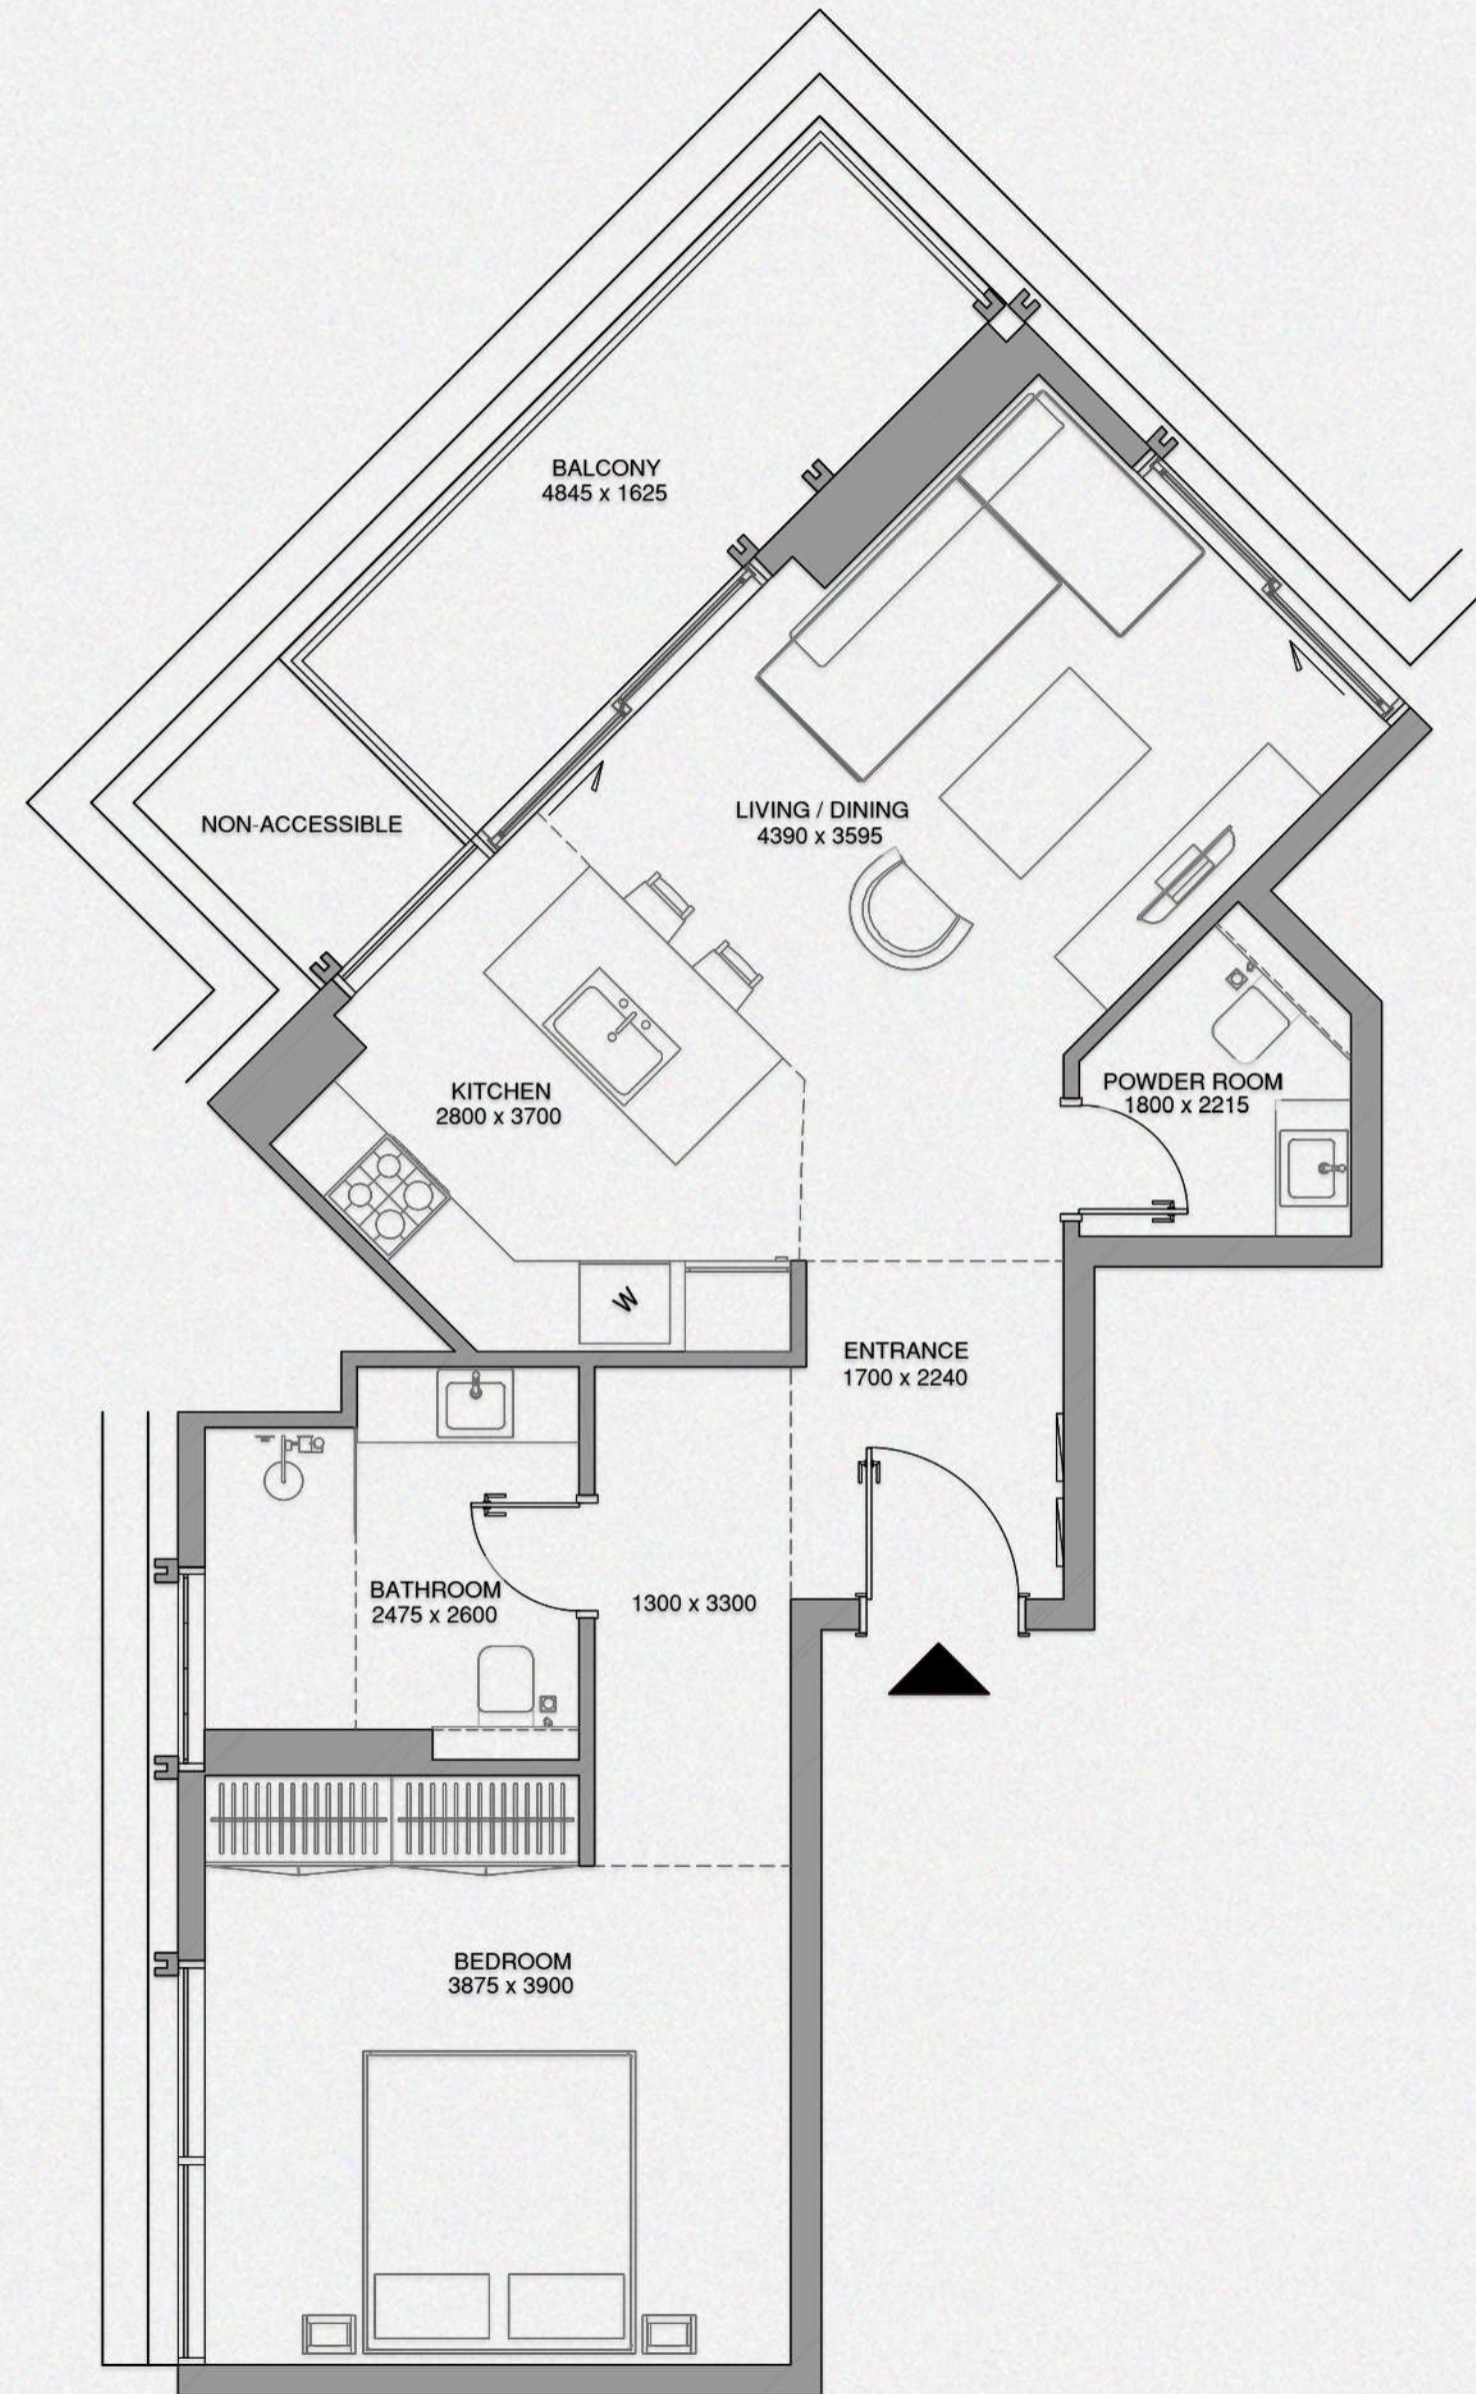 BALCONY
4845 x 1625
NON-ACCESSIBLE
LIVING / DINING
4390 x 3595
KITCHEN
2800 x 3700
POWDER ROOM
1800 x 2215
W
ENTRANCE
1700 x 2240
BATHROOM
2475 x 2600
1300 x 3300
BEDROOM
3875 x 3900